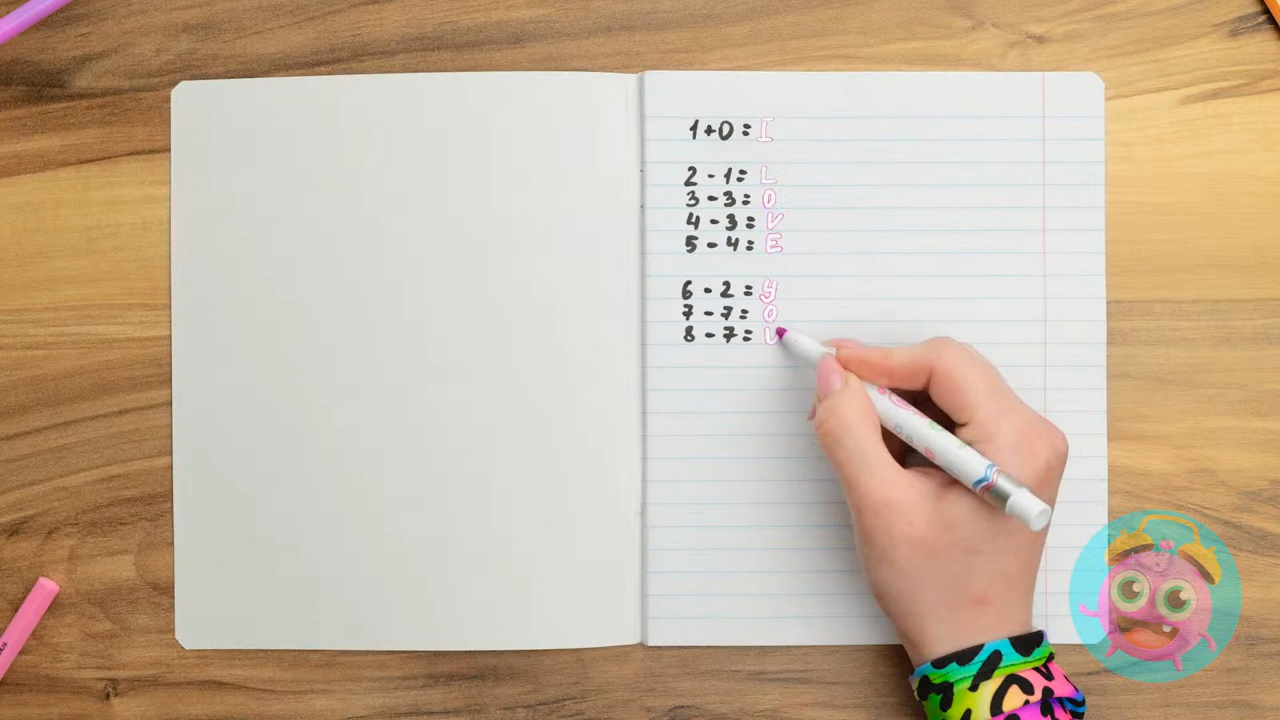 1+0=I
2-1=L
3-3=O
4-3=V
5-4=E
6-2=Y
7-7=O
8-7=U